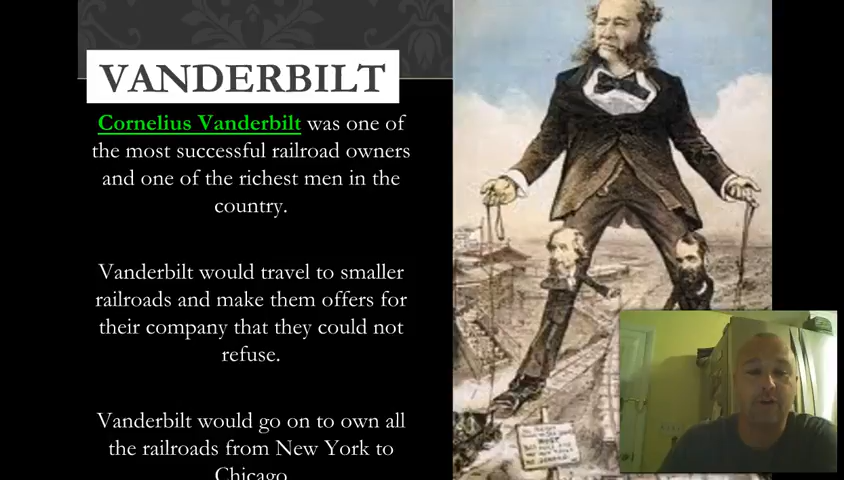 VANDERBILT
Cornelius Vanderbilt was one of
the most successful railroad owners
and one of the richest men in the
country.
Vanderbilt would travel to smaller
railroads and make them offers for
their company that they could not
refuse.
Vanderbilt would go on to own all
the railroads from New York to
Chicago